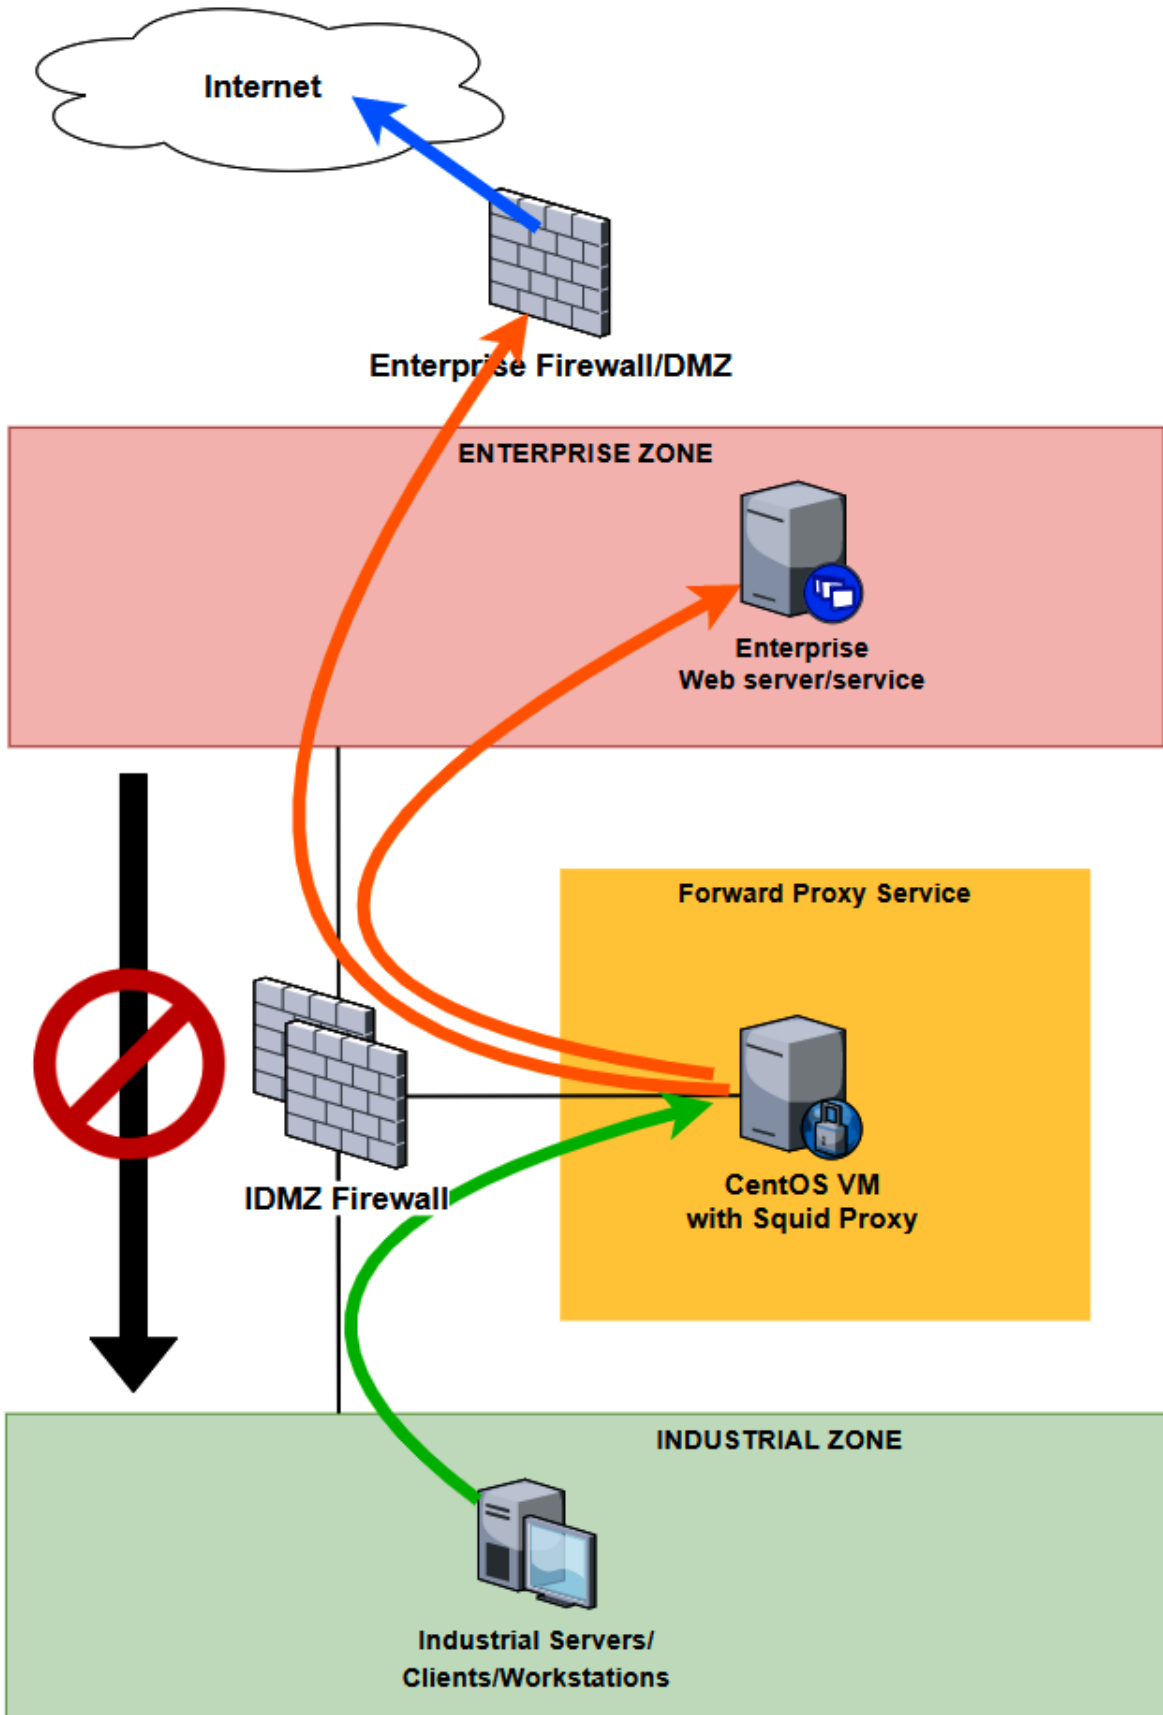 Internet
Enterprise Firewall/DMZ
ENTERPRISE ZONE
Enterprise
Web server/service
Forward Proxy Service
CentOS VM
with Squid Proxy
IDMZ Firewall
INDUSTRIAL ZONE
Industrial Servers/
Clients/Workstations